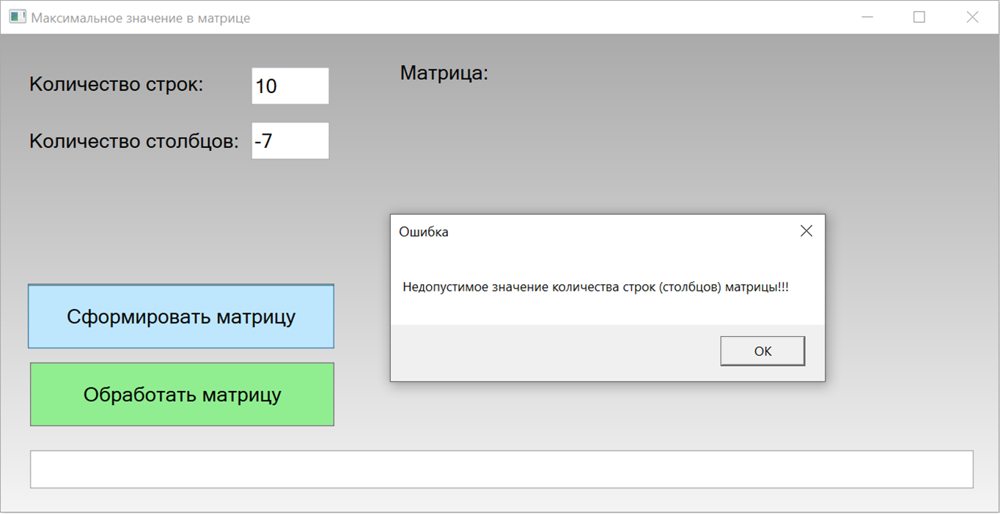 Максимальное значение в матрице
Количество строк:
10
Матрица:
Количество столбцов:
-7
Ошибка
Недопустимое значение количества строк (столбцов) матрицы!!!
OK
Сформировать матрицу
Обработать матрицу